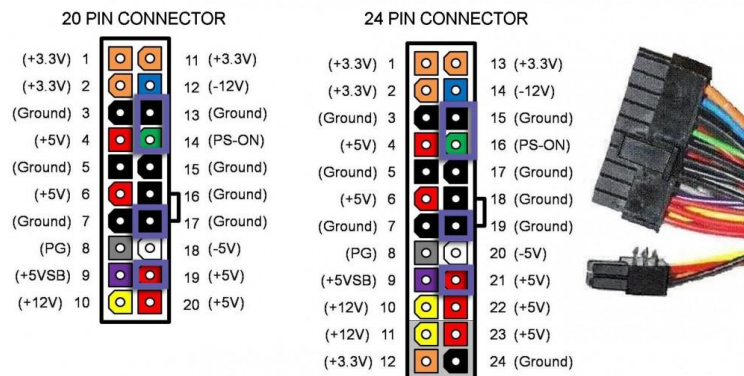 20 PIN CONNECTOR
(+3.3V) 1 11 (+3.3V)
(+3.3V) 2 12 (-12V)
(Ground) 3 13 (Ground)
(+5V) 4 14 (PS-ON)
(Ground) 5 15 (Ground)
(+5V) 6 16 (Ground)
(Ground) 7 17 (Ground)
(PG) 8 18 (-5V)
(+5VSB) 9 19 (+5V)
(+12V) 10 20 (+5V)
24 PIN CONNECTOR
(+3.3V) 1 13 (+3.3V)
(+3.3V) 2 14 (-12V)
(Ground) 3 15 (Ground)
(+5V) 4 16 (PS-ON)
(Ground) 5 17 (Ground)
(+5V) 6 18 (Ground)
(Ground) 7 19 (Ground)
(PG) 8 20 (-5V)
(+5VSB) 9 21 (+5V)
(+12V) 10 22 (+5V)
(+12V) 11 23 (+5V)
(+3.3V) 12 24 (Ground)